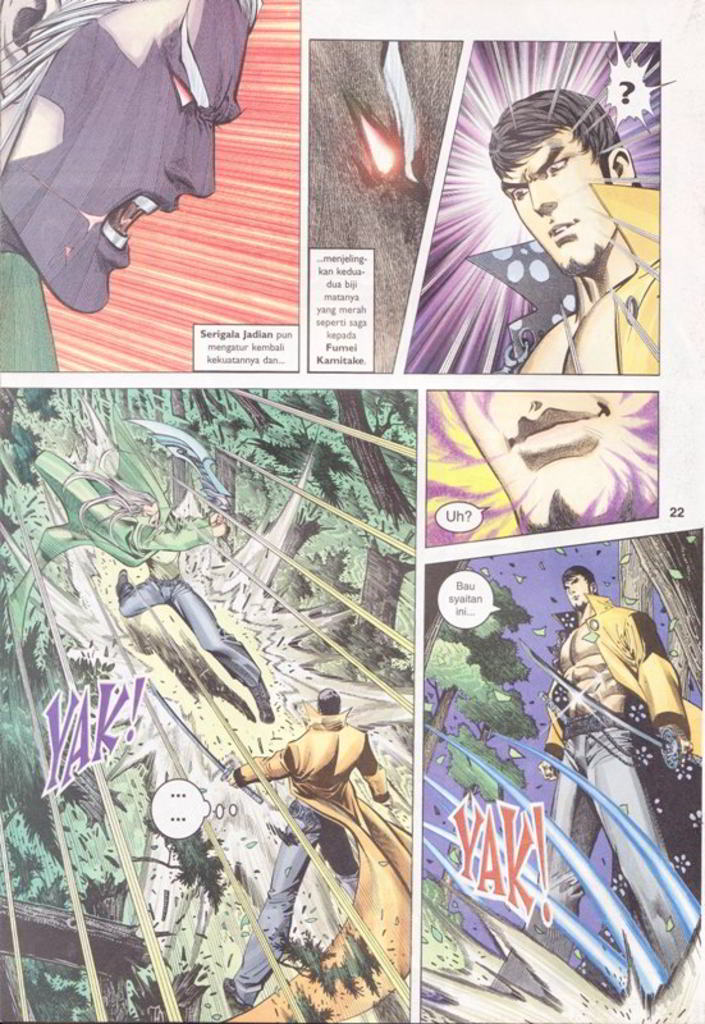 Serigala Jadian pun
mengatur kembali
kekuatannya dan...
...menjeling-
kan kedua-
dua biji
matanya
yang merah
seperti saga
kepada
Fumei
Kamitake.
?
Uh?
22
YAK!
...
...
Bau
syaitan
ini...
YAK!